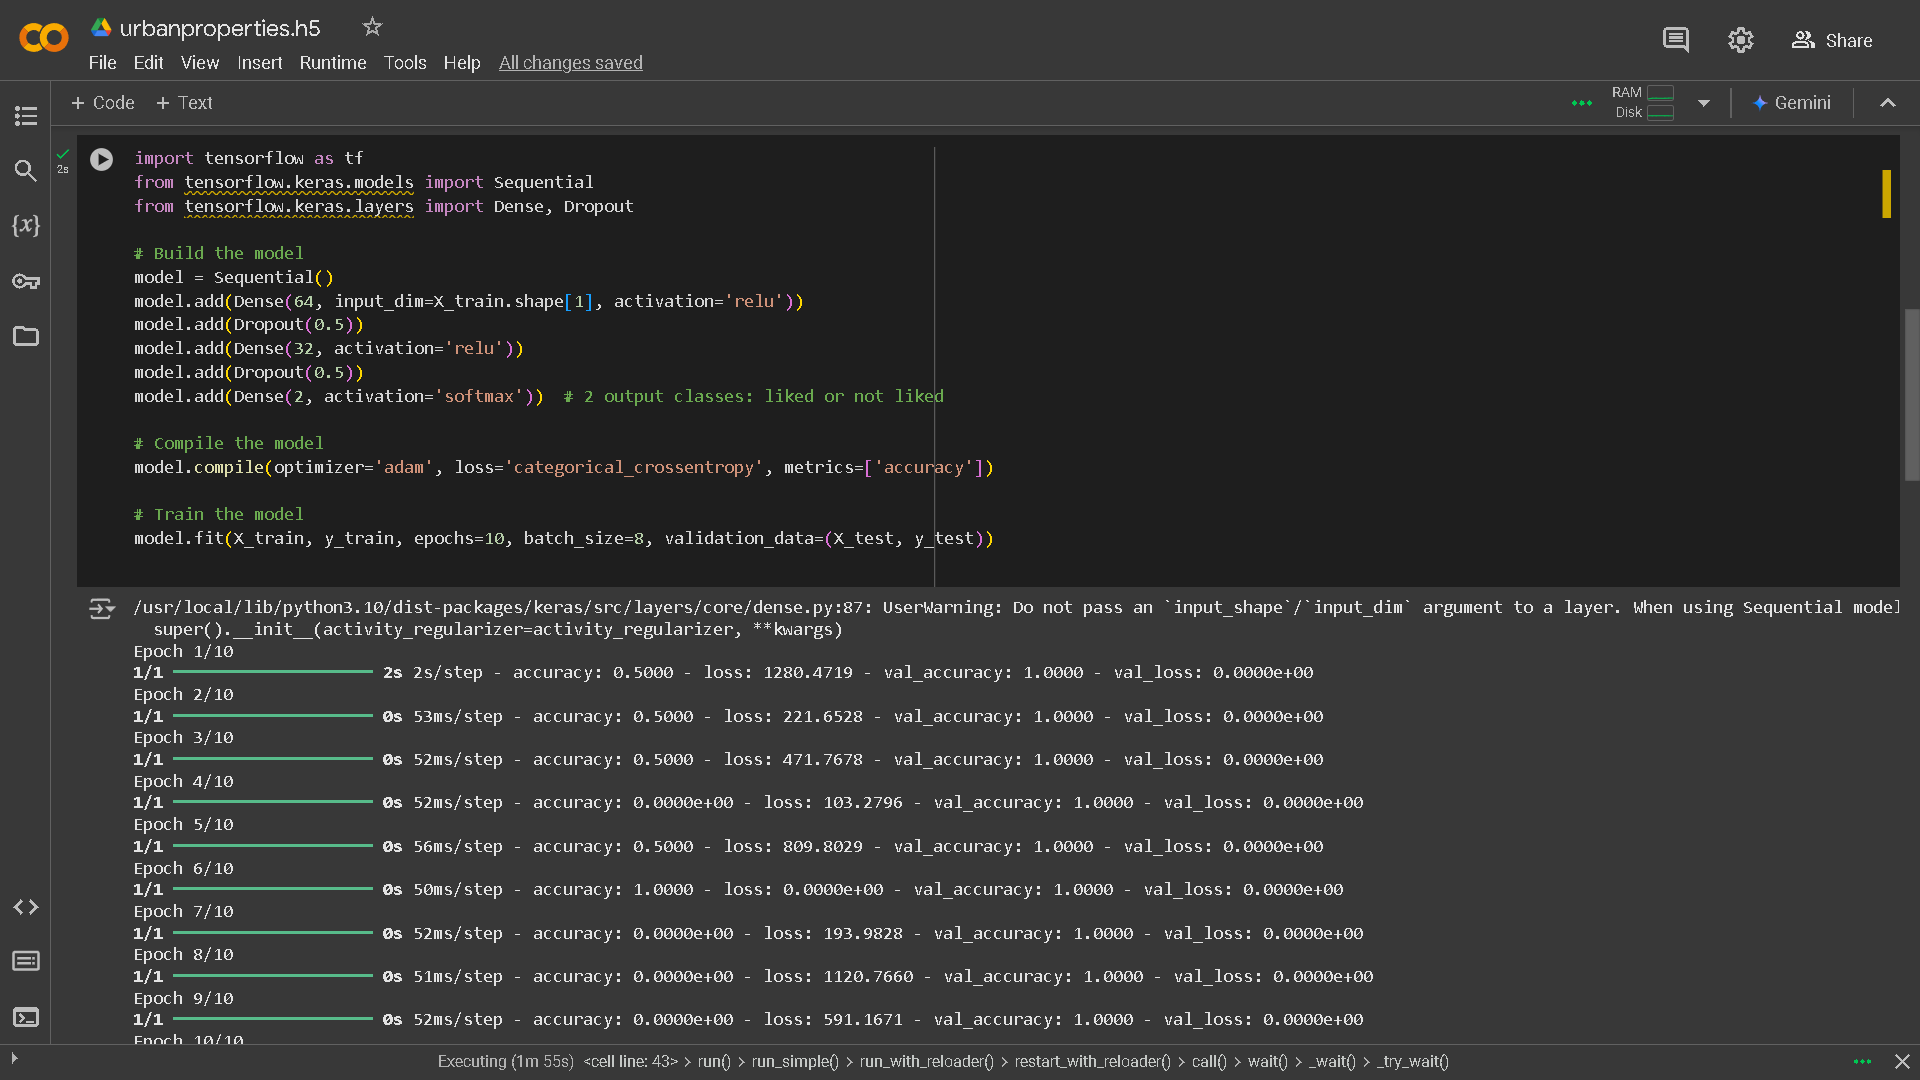 urbanproperties.h5
File Edit View Insert Runtime Tools Help All changes saved
Share
+ Code + Text
RAM
Disk
Gemini
2s
import tensorflow as tf
from tensorflow.keras.models import Sequential
from tensorflow.keras.layers import Dense, Dropout
# Build the model
model = Sequential()
model.add(Dense(64, input_dim=X_train.shape[1], activation='relu'))
model.add(Dropout(0.5))
model.add(Dense(32, activation='relu'))
model.add(Dropout(0.5))
model.add(Dense(2, activation='softmax'))  # 2 output classes: liked or not liked
# Compile the model
model.compile(optimizer='adam', loss='categorical_crossentropy', metrics=['accuracy'])
# Train the model
model.fit(X_train, y_train, epochs=10, batch_size=8, validation_data=(X_test, y_test))
/usr/local/lib/python3.10/dist-packages/keras/src/layers/core/dense.py:87: UserWarning: Do not pass an `input_shape`/`input_dim` argument to a layer. When using Sequential model
super().__init__(activity_regularizer=activity_regularizer, **kwargs)
Epoch 1/10
1/1 2s 2s/step - accuracy: 0.5000 - loss: 1280.4719 - val_accuracy: 1.0000 - val_loss: 0.0000e+00
Epoch 2/10
1/1 0s 53ms/step - accuracy: 0.5000 - loss: 221.6528 - val_accuracy: 1.0000 - val_loss: 0.0000e+00
Epoch 3/10
1/1 0s 52ms/step - accuracy: 0.5000 - loss: 471.7678 - val_accuracy: 1.0000 - val_loss: 0.0000e+00
Epoch 4/10
1/1 0s 52ms/step - accuracy: 0.0000e+00 - loss: 103.2796 - val_accuracy: 1.0000 - val_loss: 0.0000e+00
Epoch 5/10
1/1 0s 56ms/step - accuracy: 0.5000 - loss: 809.8029 - val_accuracy: 1.0000 - val_loss: 0.0000e+00
Epoch 6/10
1/1 0s 50ms/step - accuracy: 1.0000 - loss: 0.0000e+00 - val_accuracy: 1.0000 - val_loss: 0.0000e+00
Epoch 7/10
1/1 0s 52ms/step - accuracy: 0.0000e+00 - loss: 193.9828 - val_accuracy: 1.0000 - val_loss: 0.0000e+00
Epoch 8/10
1/1 0s 51ms/step - accuracy: 0.0000e+00 - loss: 1120.7660 - val_accuracy: 1.0000 - val_loss: 0.0000e+00
Epoch 9/10
1/1 0s 52ms/step - accuracy: 0.0000e+00 - loss: 591.1671 - val_accuracy: 1.0000 - val_loss: 0.0000e+00
Epoch 10/10
Executing (1m 55s) <cell line: 43> > run() > run_simple() > run_with_reloader() > restart_with_reloader() > call() > wait() > _wait() > _try_wait()